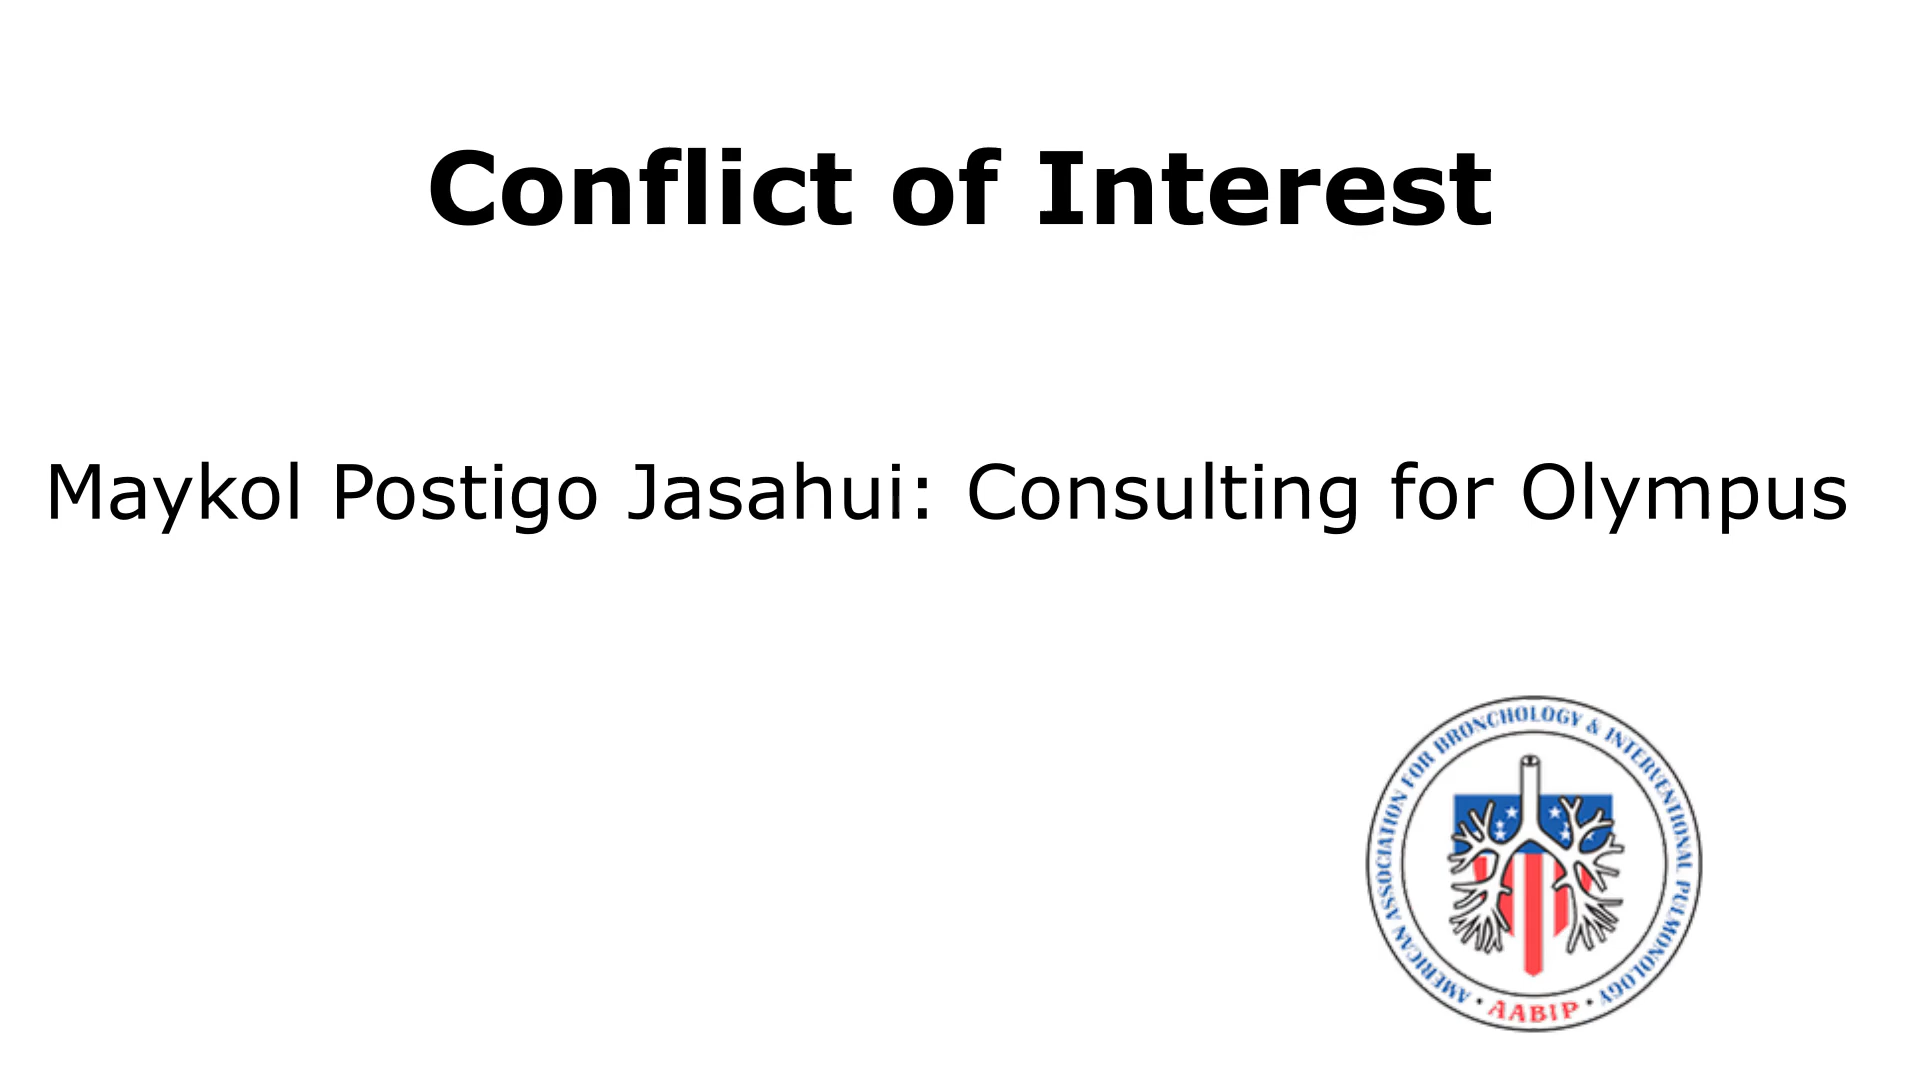 Conflict of Interest
Maykol Postigo Jasahui: Consulting for Olympus
AMERICAN ASSOCIATION FOR BRONCHOLOGY & INTERVENTIONAL PULMONOLOGY
• AABIP •